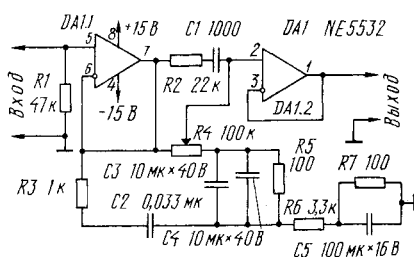 DA1.1
8 +15 В
C1 1000
DA1 NE5532
5
7
2
1
6
3
4
-15 В
R2 22 к
DA1.2
Вход
R1
47к
R4 100 к
Выход
R5
100
R7 100
C3 10 мк × 40 В
R3 1 к
C2
0,033 мк
R6 3,3 к
C4 10 мк × 40 В
C5 100 мк × 16 В